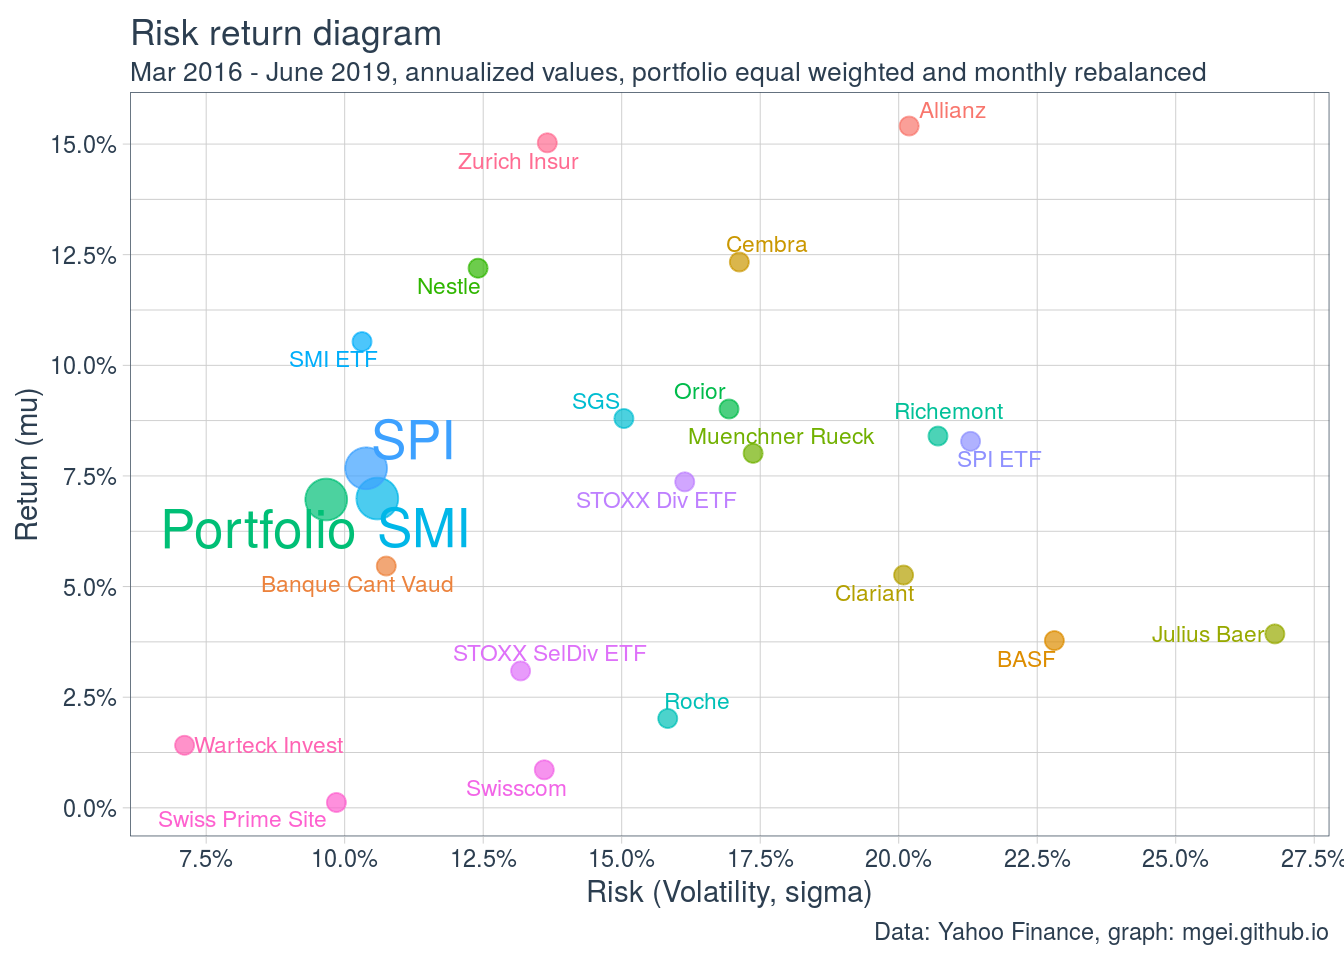 Risk return diagram
Mar 2016 - June 2019, annualized values, portfolio equal weighted and monthly rebalanced
Allianz
15.0%
Zurich Insur
Cembra
12.5%
Nestle
SMI ETF
10.0%
Orior
SGS
Richemont
SPI
Muenchner Rueck
SPI ETF
7.5%
STOXX Div ETF
Return (mu)
Portfolio
SMI
Banque Cant Vaud
5.0%
Clariant
Julius Baer
STOXX SelDiv ETF
BASF
2.5%
Roche
Warteck Invest
Swisscom
0.0%
Swiss Prime Site
7.5% 10.0% 12.5% 15.0% 17.5% 20.0% 22.5% 25.0% 27.5%
Risk (Volatility, sigma)
Data: Yahoo Finance, graph: mgei.github.io